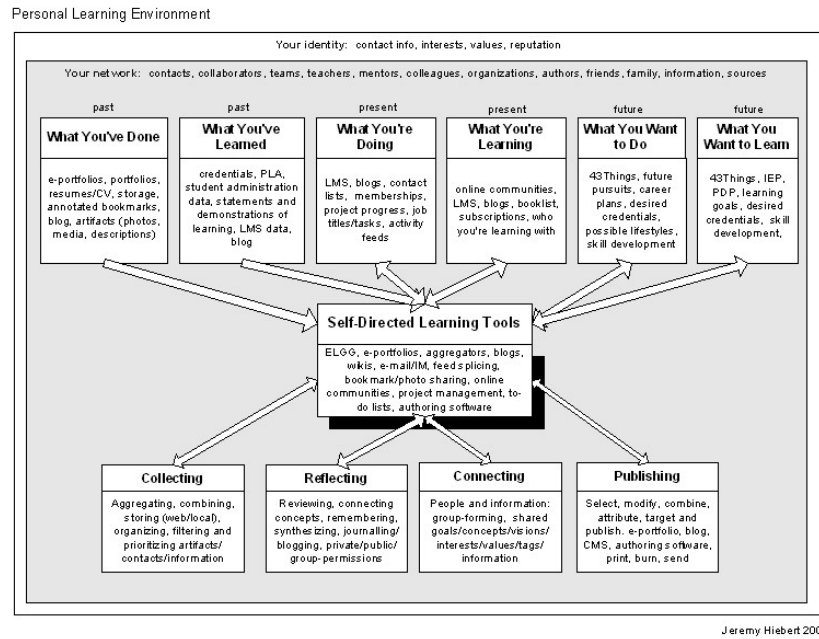 Personal Learning Environment
Your identity: contact info, interests, values, reputation
Your network: contacts, collaborators, teams, teachers, mentors, colleagues, organizations, authors, friends, family, information, sources
past
What You've Done
e-portfolios, portfolios,
resumes/CV, storage,
annotated bookmarks,
blog, artifacts (photos,
media, descriptions)
past
What You've
Learned
credentials, PLA,
student administration
data, statements and
demonstrations of
learning, LMS data,
blog
present
What You're
Doing
LMS, blogs, contact
lists, memberships,
project progress, job
titles/tasks, activity
feeds
present
What You're
Learning
online communities,
LMS, blogs, booklist,
subscriptions, who
you're learning with
future
What You Want
to Do
43Things, future
pursuits, career
plans, desired
credentials,
possible lifestyles,
skill development
future
What You
Want to Learn
43Things, IEP,
PDP, learning
goals, desired
credentials, skill
development,
Self-Directed Learning Tools
ELGG, e-portfolios, aggregators, blogs,
wikis, e-mail/IM, feed splicing,
bookmark/photo sharing, online
communities, project management, to-
do lists, authoring software
Collecting
Aggregating, combining,
storing (web/local),
organizing, filtering and
prioritizing artifacts/
contacts/information
Reflecting
Reviewing, connecting
concepts, remembering,
synthesizing, journalling/
blogging, private/public/
group-permissions
Connecting
People and information:
group-forming, shared
goals/concepts/visions/
interests/values/tags/
information
Publishing
Select, modify, combine,
attribute, target and
publish. e-portfolio, blog,
CMS, authoring software,
print, burn, send
Jeremy Hiebert